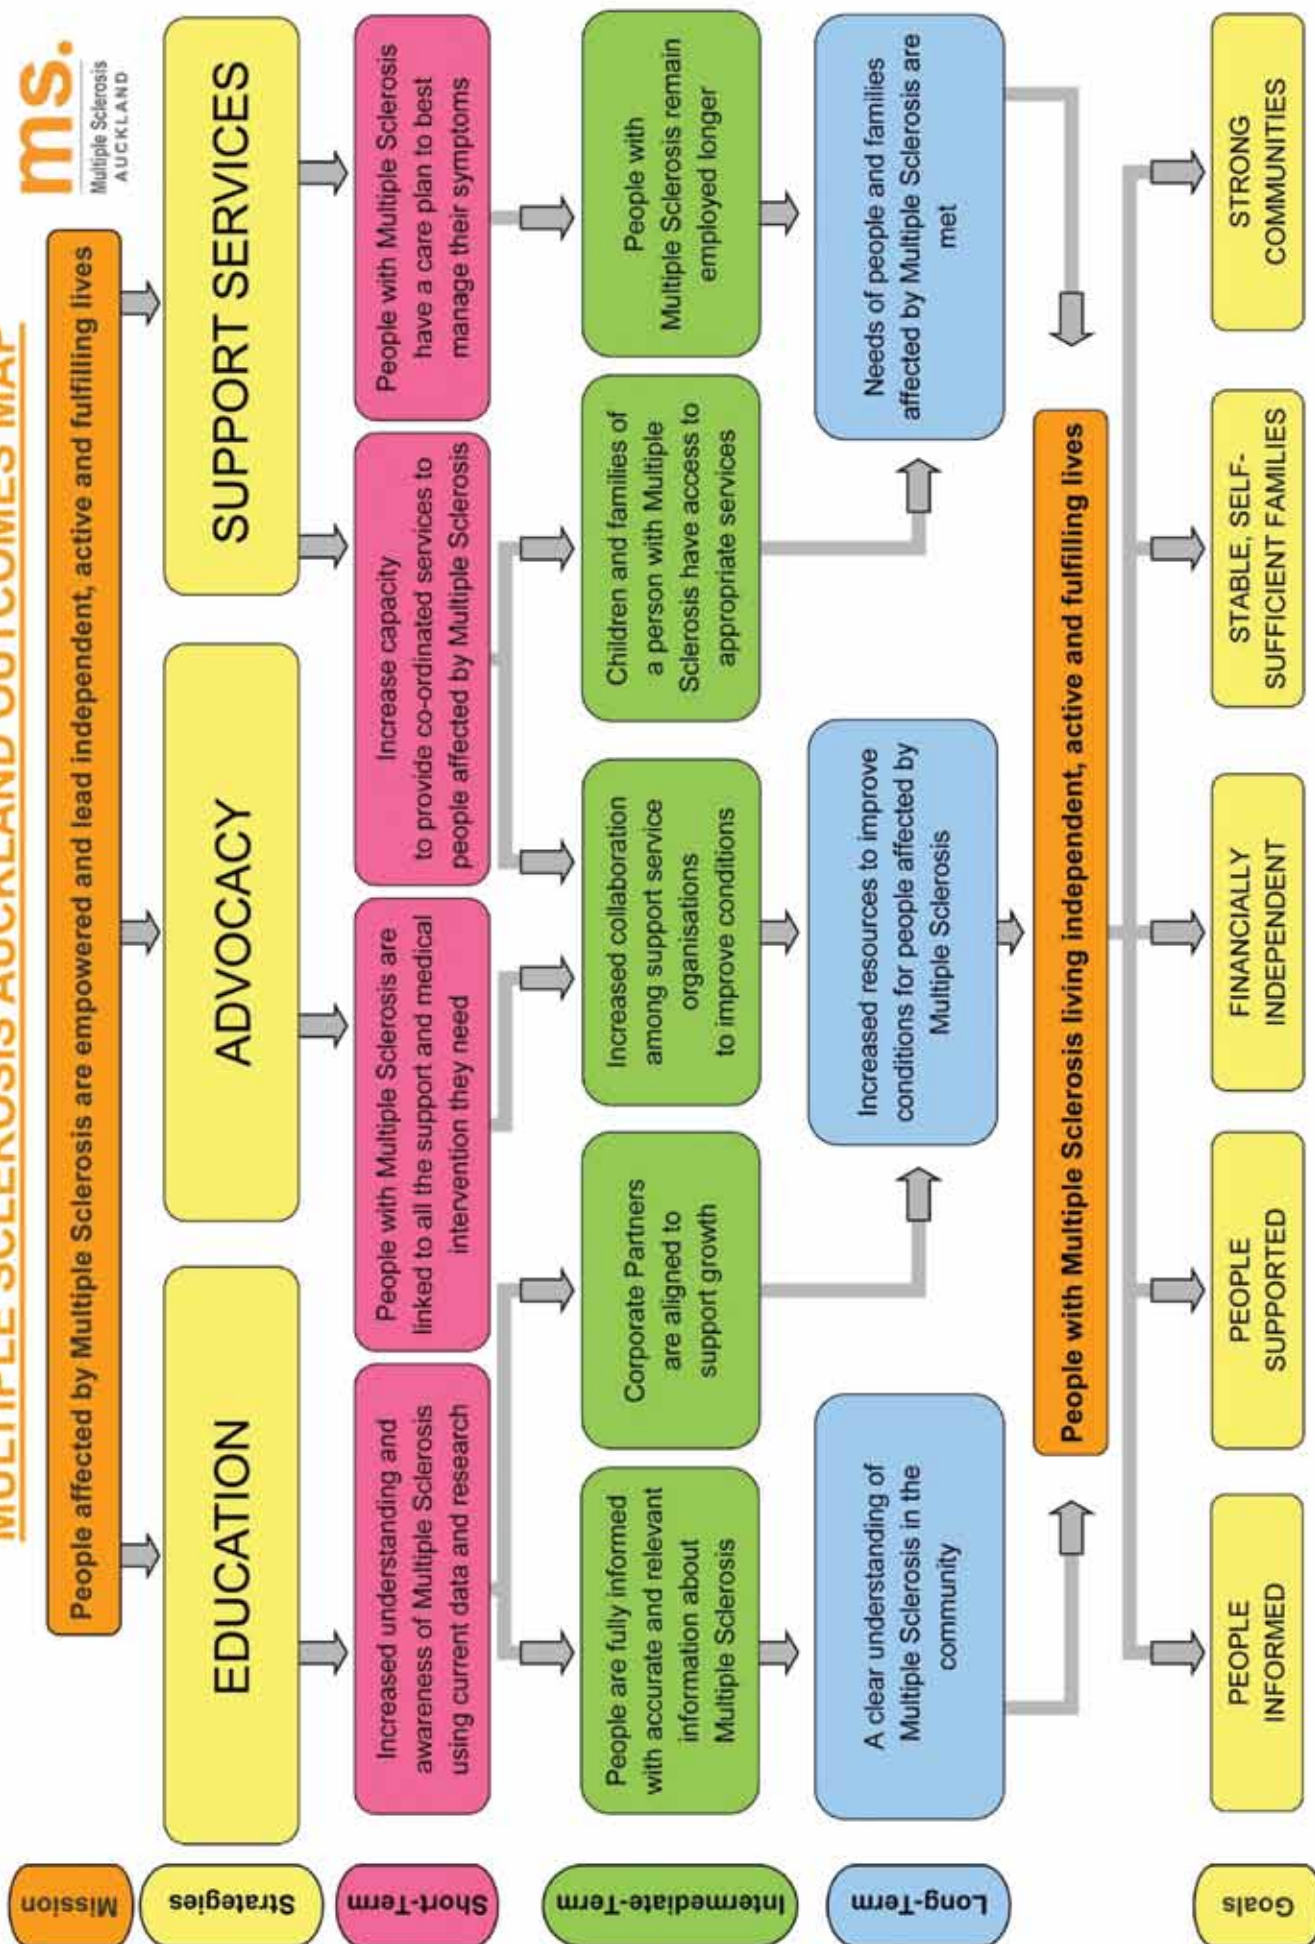 MULTIPLE SCLEROSIS AUCKLAND OUTCOMES MAP
ms.
Multiple Sclerosis
AUCKLAND
Mission
People affected by Multiple Sclerosis are empowered and lead independent, active and fulfilling lives
Strategies
EDUCATION
ADVOCACY
SUPPORT SERVICES
Short-Term
Increased understanding and
awareness of Multiple Sclerosis
using current data and research
People with Multiple Sclerosis are
linked to all the support and medical
intervention they need
Increase capacity
to provide co-ordinated services to
people affected by Multiple Sclerosis
People with Multiple Sclerosis
have a care plan to best
manage their symptoms
Intermediate-Term
People are fully informed
with accurate and relevant
information about
Multiple Sclerosis
Corporate Partners
are aligned to
support growth
Increased collaboration
among support service
organisations
to improve conditions
Children and families of
a person with Multiple
Sclerosis have access to
appropriate services
People with
Multiple Sclerosis remain
employed longer
Long-Term
A clear understanding of
Multiple Sclerosis in the
community
Increased resources to improve
conditions for people affected by
Multiple Sclerosis
Needs of people and families
affected by Multiple Sclerosis are
met
People with Multiple Sclerosis living independent, active and fulfilling lives
Goals
PEOPLE
INFORMED
PEOPLE
SUPPORTED
FINANCIALLY
INDEPENDENT
STABLE, SELF-
SUFFICIENT FAMILIES
STRONG
COMMUNITIES